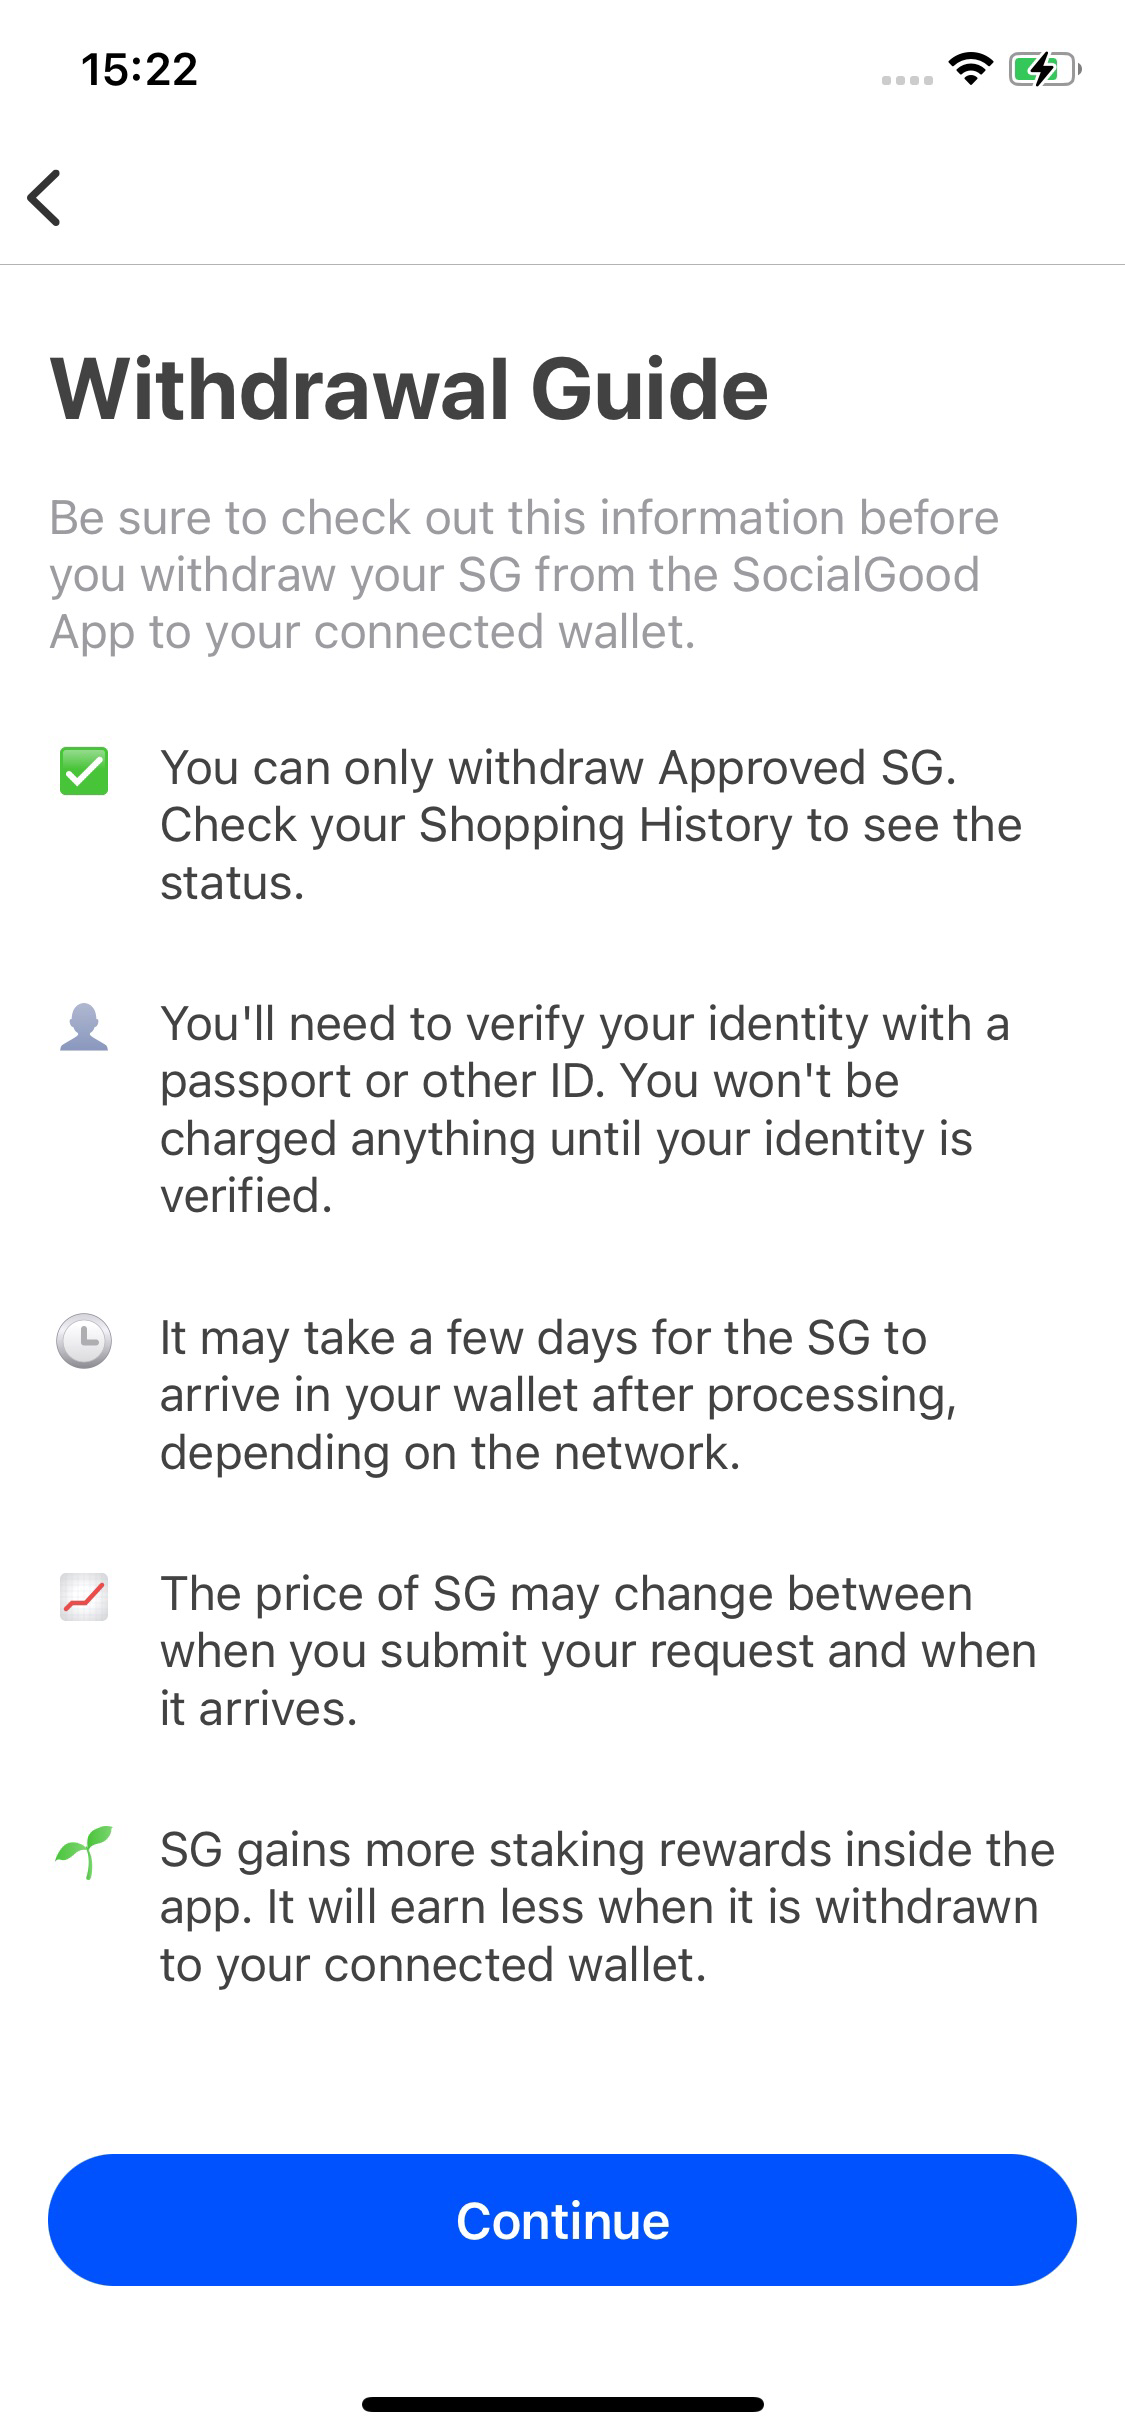 15:22
Withdrawal Guide
Be sure to check out this information before
you withdraw your SG from the SocialGood
App to your connected wallet.
You can only withdraw Approved SG.
Check your Shopping History to see the
status.
You'll need to verify your identity with a
passport or other ID. You won't be
charged anything until your identity is
verified.
It may take a few days for the SG to
arrive in your wallet after processing,
depending on the network.
The price of SG may change between
when you submit your request and when
it arrives.
SG gains more staking rewards inside the
app. It will earn less when it is withdrawn
to your connected wallet.
Continue